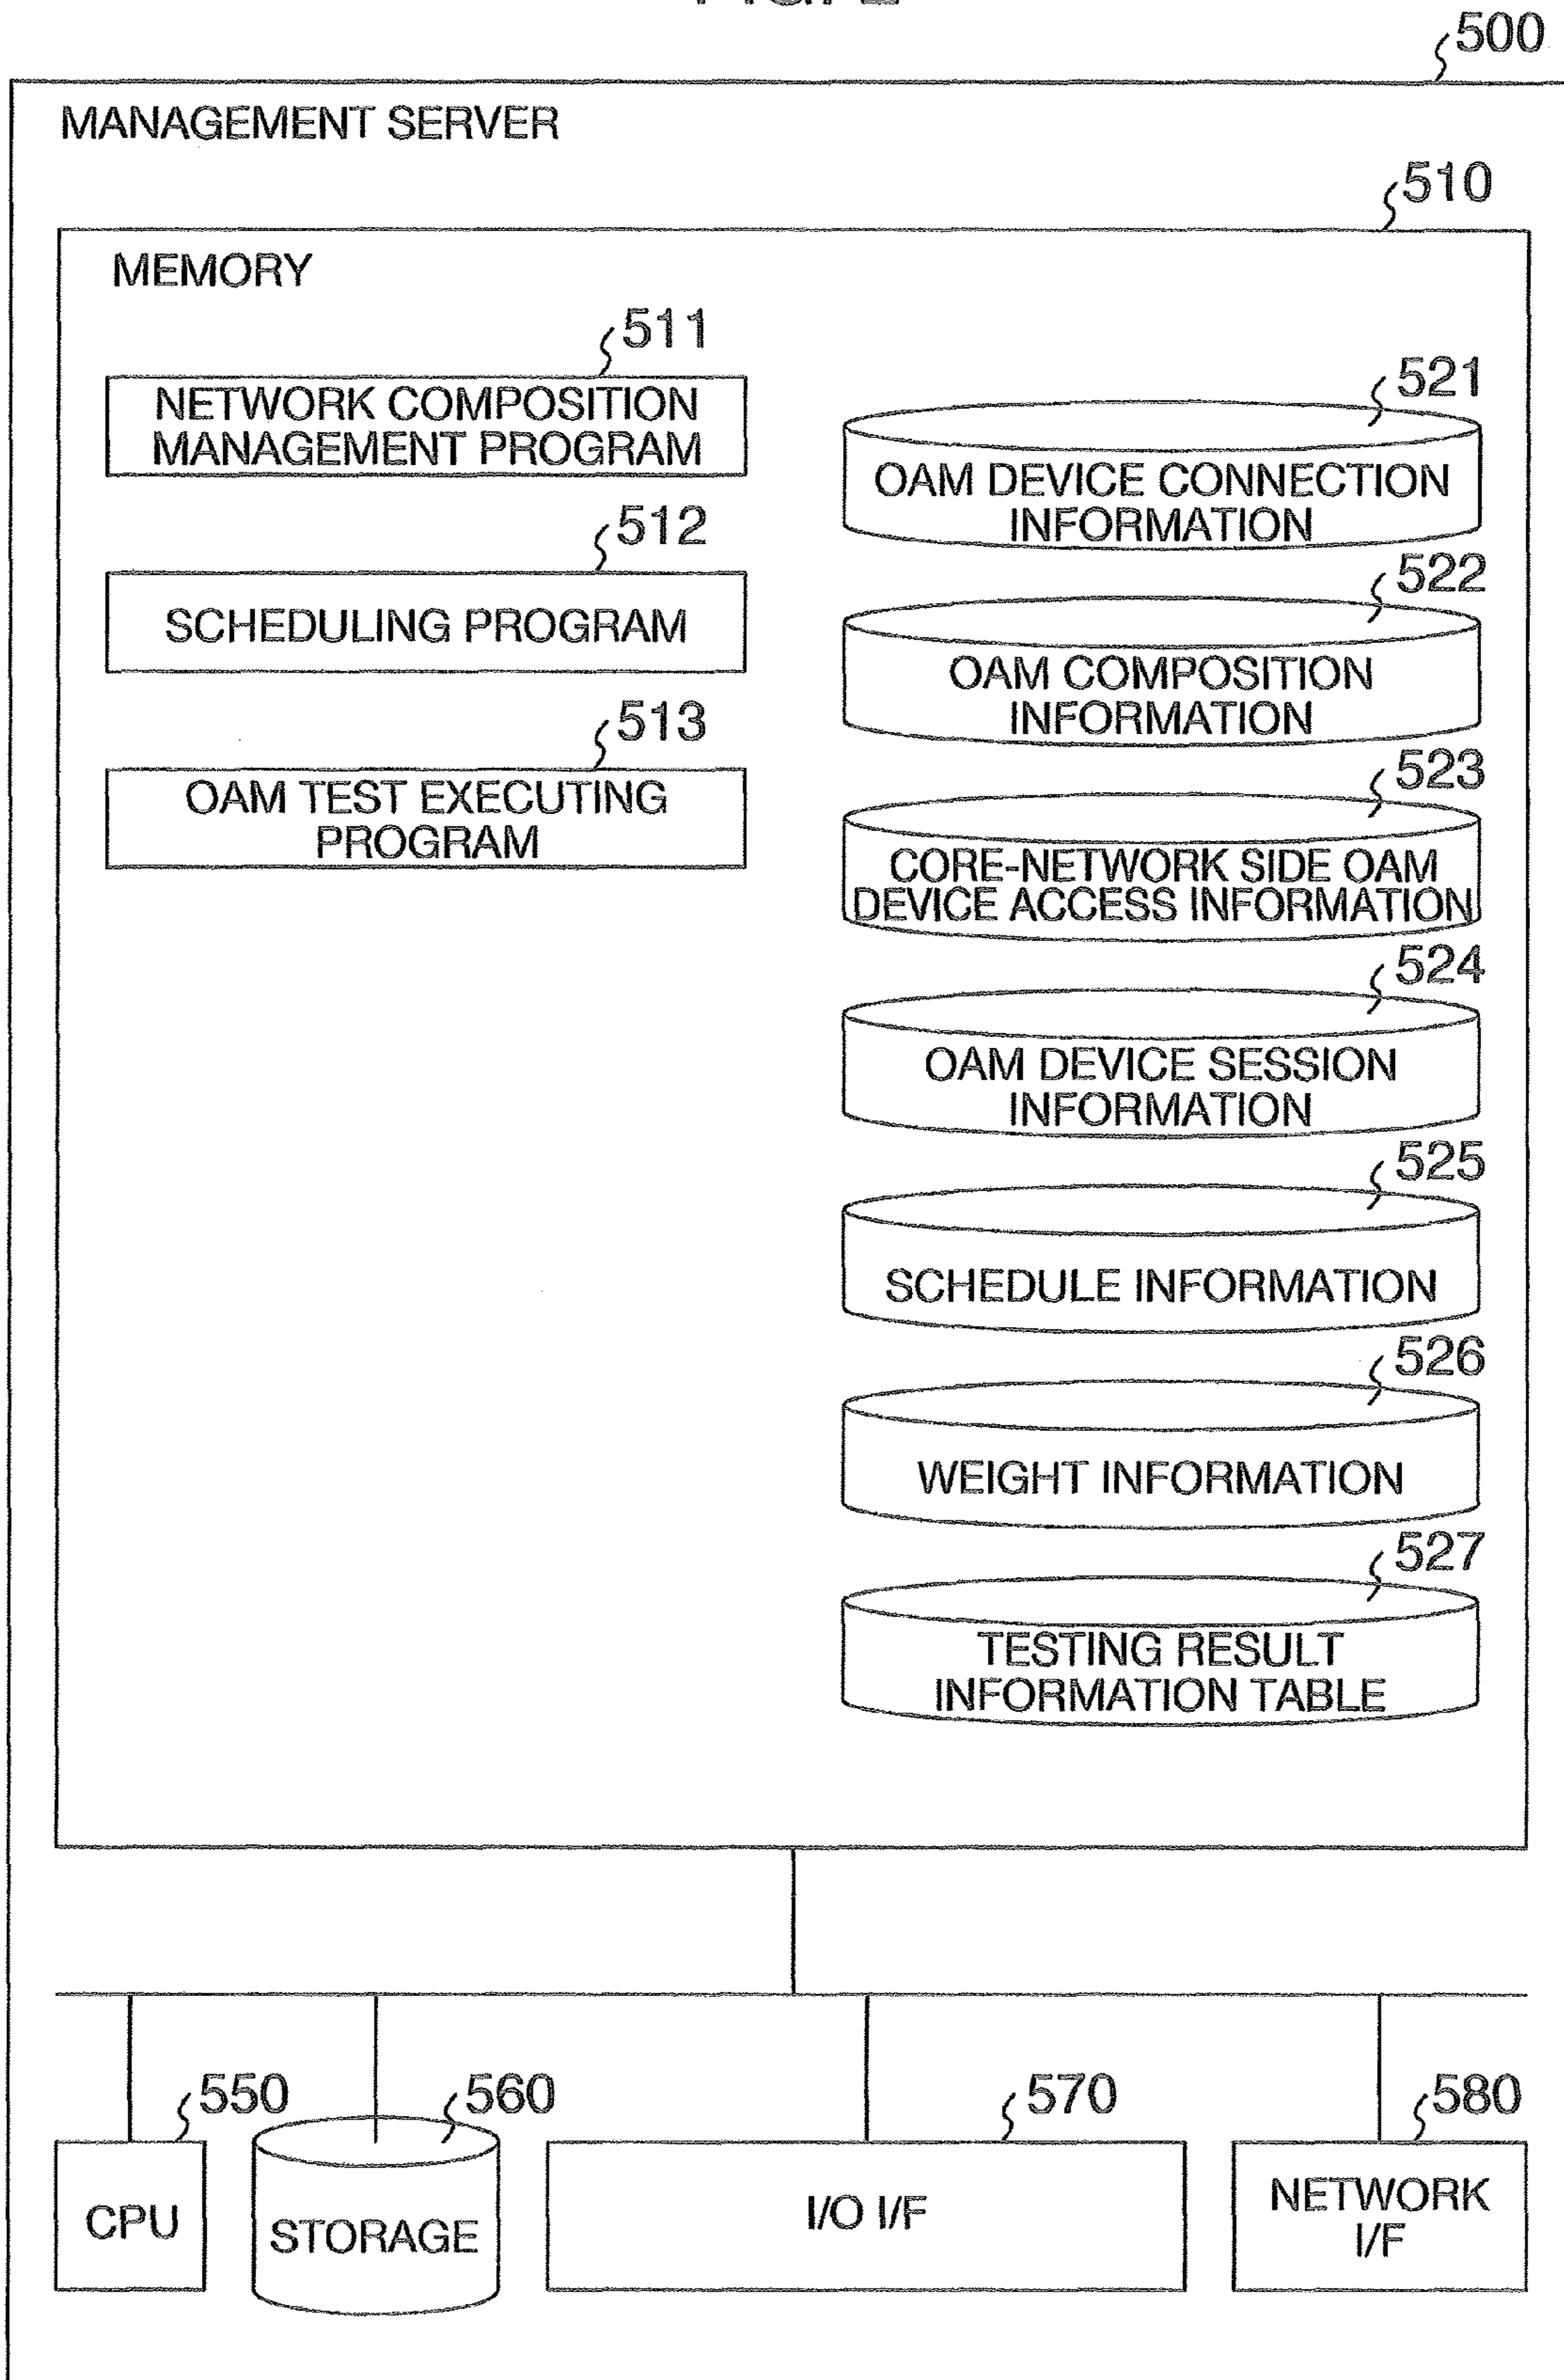 500
MANAGEMENT SERVER
510
MEMORY
511
NETWORK COMPOSITION
MANAGEMENT PROGRAM
512
SCHEDULING PROGRAM
513
OAM TEST EXECUTING
PROGRAM
521
OAM DEVICE CONNECTION
INFORMATION
522
OAM COMPOSITION
INFORMATION
523
CORE-NETWORK SIDE OAM
DEVICE ACCESS INFORMATION
524
OAM DEVICE SESSION
INFORMATION
525
SCHEDULE INFORMATION
526
WEIGHT INFORMATION
527
TESTING RESULT
INFORMATION TABLE
550
CPU
560
STORAGE
570
I/O I/F
580
NETWORK
I/F